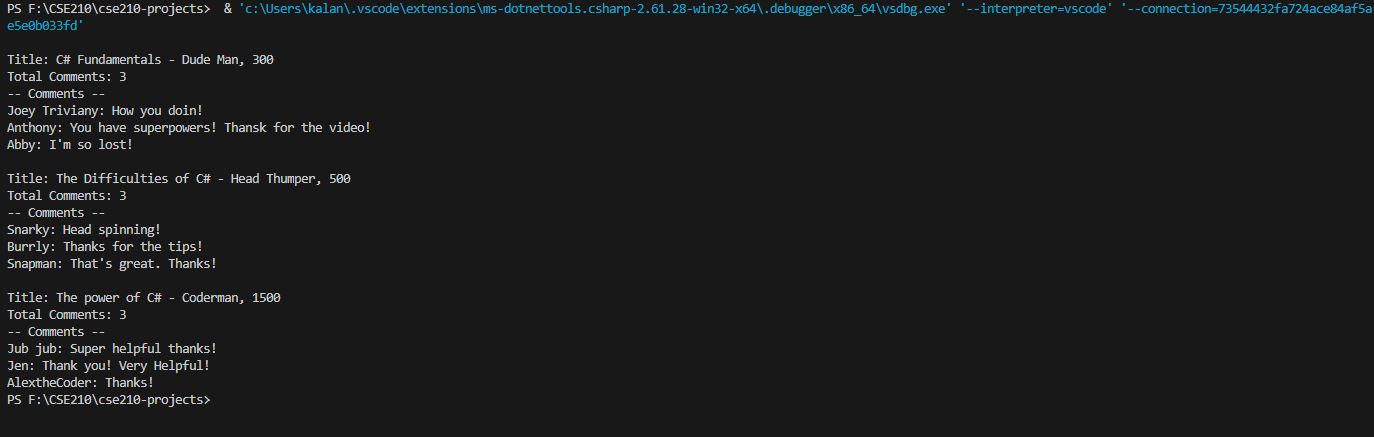 PS F:\CSE210\cse210-projects>  & 'c:\Users\kalan\.vscode\extensions\ms-dotnettools.csharp-2.61.28-win32-x64\.debugger\x86_64\vsdbg.exe' '--interpreter=vscode' '--connection=73544432fa724ace84af5a
e5e0b033fd'
Title: C# Fundamentals - Dude Man, 300
Total Comments: 3
-- Comments --
Joey Triviany: How you doin!
Anthony: You have superpowers! Thansk for the video!
Abby: I'm so lost!
Title: The Difficulties of C# - Head Thumper, 500
Total Comments: 3
-- Comments --
Snarky: Head spinning!
Burrly: Thanks for the tips!
Snapman: That's great. Thanks!
Title: The power of C# - Coderman, 1500
Total Comments: 3
-- Comments --
Jub jub: Super helpful thanks!
Jen: Thank you! Very Helpful!
AlextheCoder: Thanks!
PS F:\CSE210\cse210-projects>